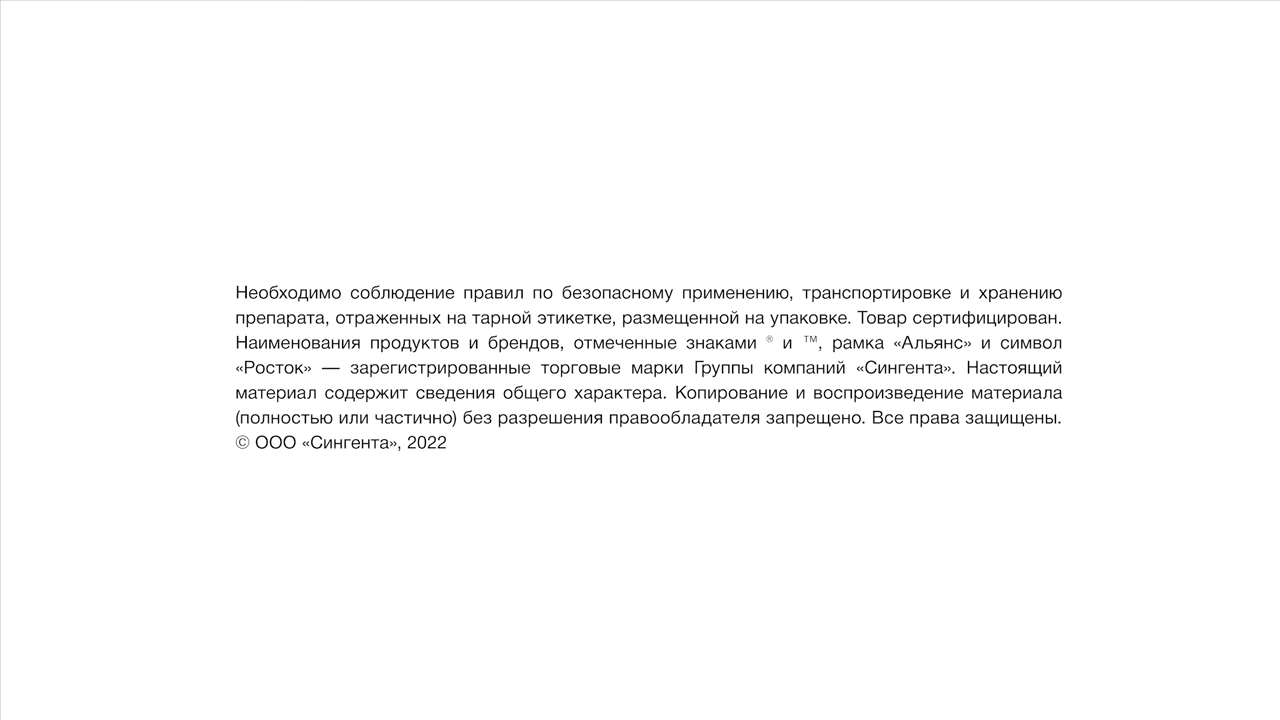 Необходимо соблюдение правил по безопасному применению, транспортировке и хранению
препарата, отраженных на тарной этикетке, размещенной на упаковке. Товар сертифицирован.
Наименования продуктов и брендов, отмеченные знаками ® и ™, рамка «Альянс» и символ
«Росток» — зарегистрированные торговые марки Группы компаний «Сингента». Настоящий
материал содержит сведения общего характера. Копирование и воспроизведение материала
(полностью или частично) без разрешения правообладателя запрещено. Все права защищены.
© ООО «Сингента», 2022